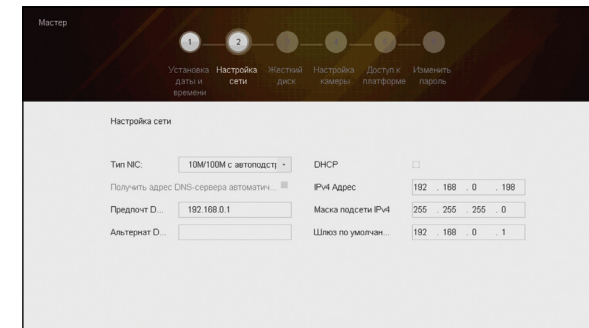 Мастер
1 2
Установка даты и времени
Настройка сети
Жесткий диск
Настройка камеры
Доступ к платформе
Изменить пароль
Настройка сети
Тип NIC: 10M/100M с автоподстр
DHCP
Получить адрес DNS-сервера автоматич...
IPv4 Адрес 192 . 168 . 0 . 198
Предпочт D... 192.168.0.1
Маска подсети IPv4 255 . 255 . 255 . 0
Альтернат D...
Шлюз по умолчан... 192 . 168 . 0 . 1